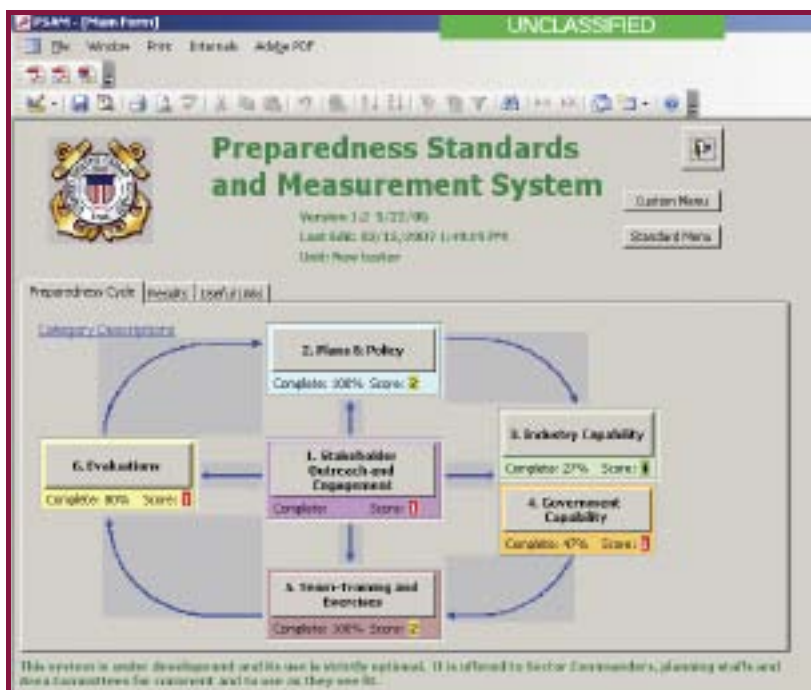 PSAM - [Main Form]
UNCLASSIFIED
File Window Print Internals Adobe PDF
Preparedness Standards
and Measurement System
Version 1.2
Last Edit:
Unit: New
Custom Menu
Standard Menu
Preparedness Cycle Results Useful Links
Category Descriptions
2. Plans & Policy
Complete: 100% Score: 2
3. Industry Capability
Complete: 27% Score:
6. Evaluations
Complete: 80% Score:
1. Stakeholder
Outreach and
Engagement
Complete: Score:
4. Government
Capability
Complete: 47% Score:
5. Team-Training and
Exercises
Complete: 100% Score: 2
This system is under development and its use is strictly optional. It is offered to Sector Commanders, planning staffs and
Area Committees for comment and to use as they see fit.